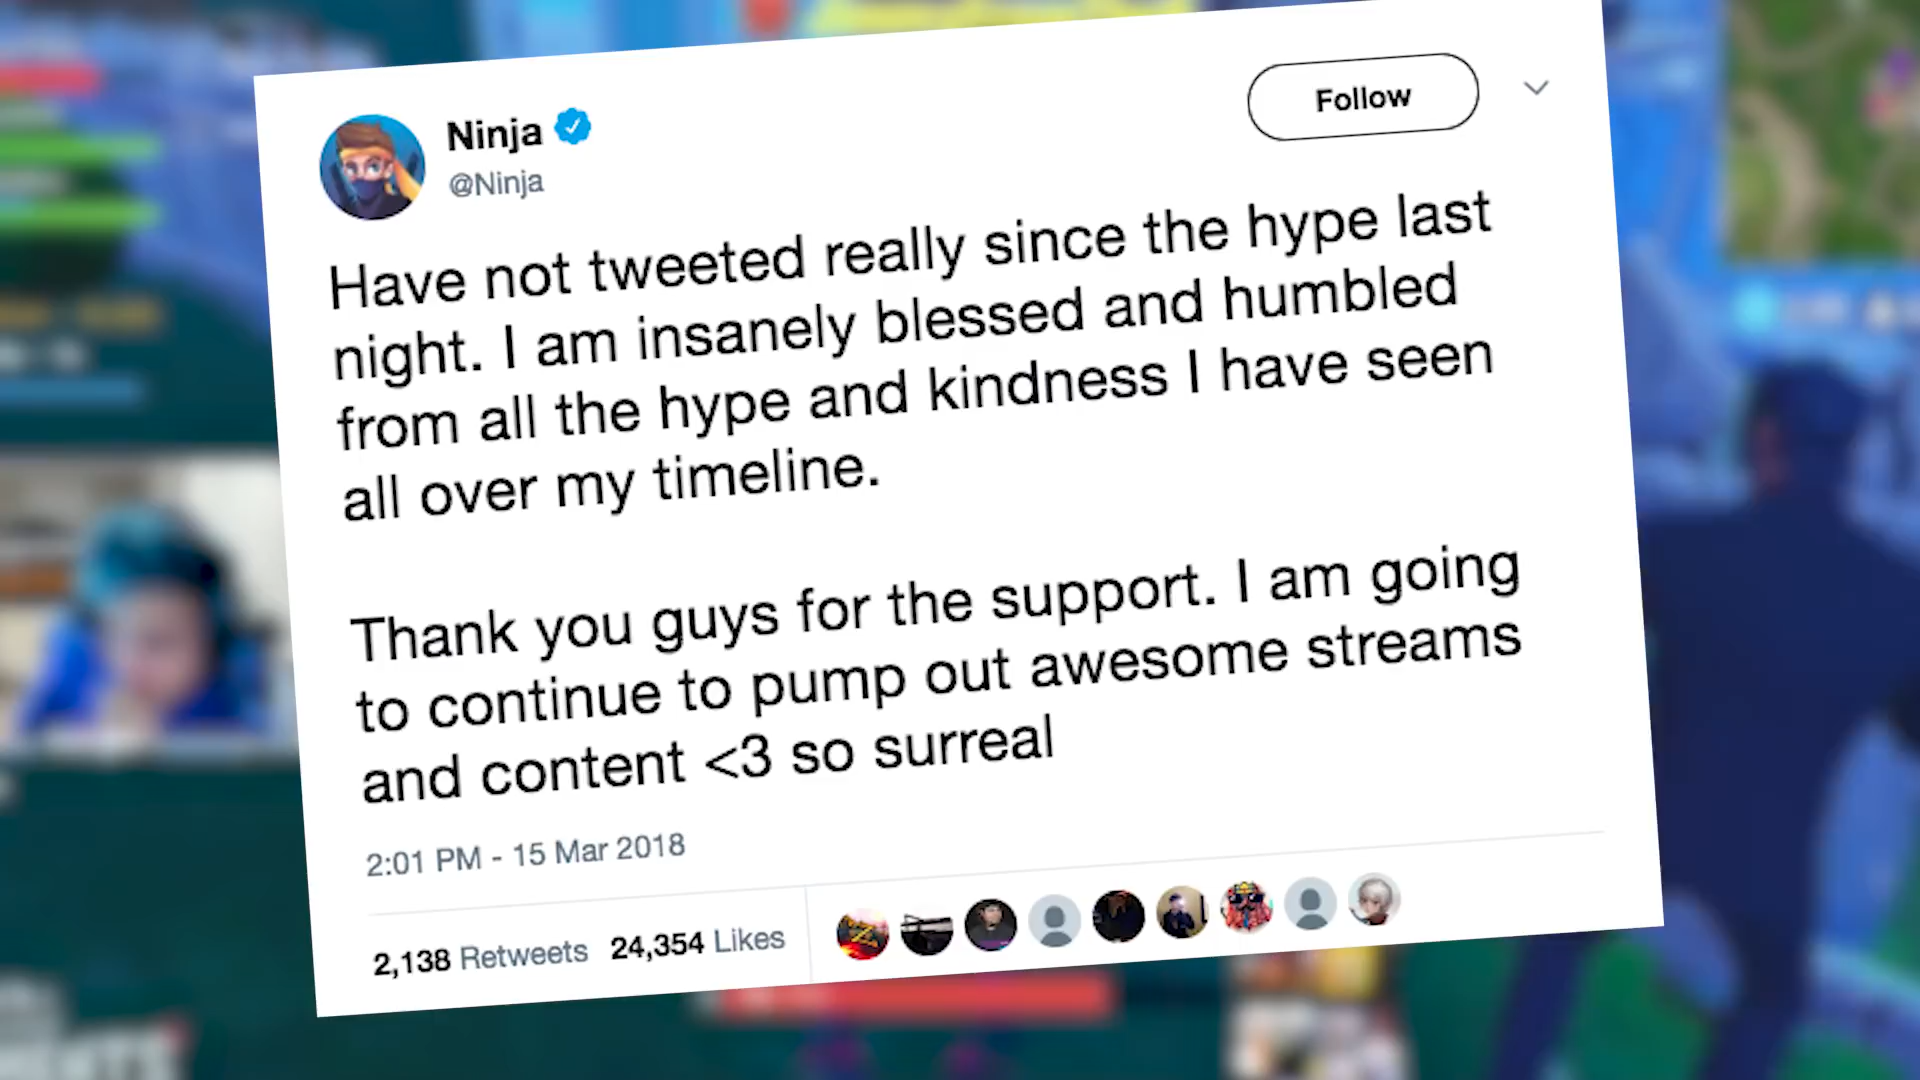 Ninja
@Ninja
Follow
Have not tweeted really since the hype last
night. I am insanely blessed and humbled
from all the hype and kindness I have seen
all over my timeline.
Thank you guys for the support. I am going
to continue to pump out awesome streams
and content <3 so surreal
2:01 PM - 15 Mar 2018
2,138 Retweets 24,354 Likes